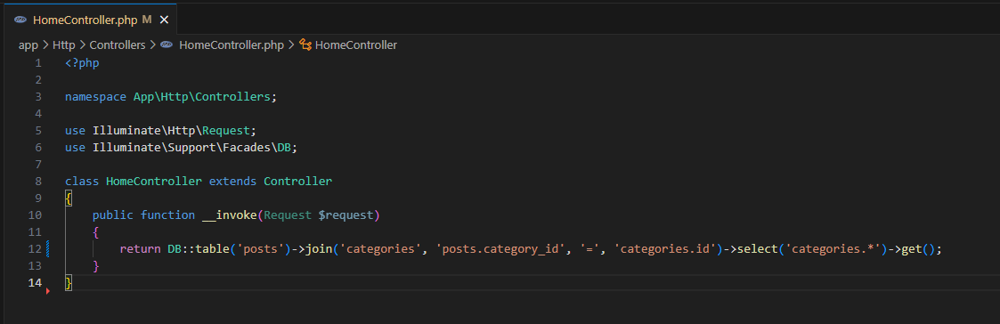 HomeController.php M ×
app > Http > Controllers > HomeController.php > HomeController
1 <?php
2
3 namespace App\Http\Controllers;
4
5 use Illuminate\Http\Request;
6 use Illuminate\Support\Facades\DB;
7
8 class HomeController extends Controller
9 {
10     public function __invoke(Request $request)
11     {
12         return DB::table('posts')->join('categories', 'posts.category_id', '=', 'categories.id')->select('categories.*')->get();
13     }
14 }